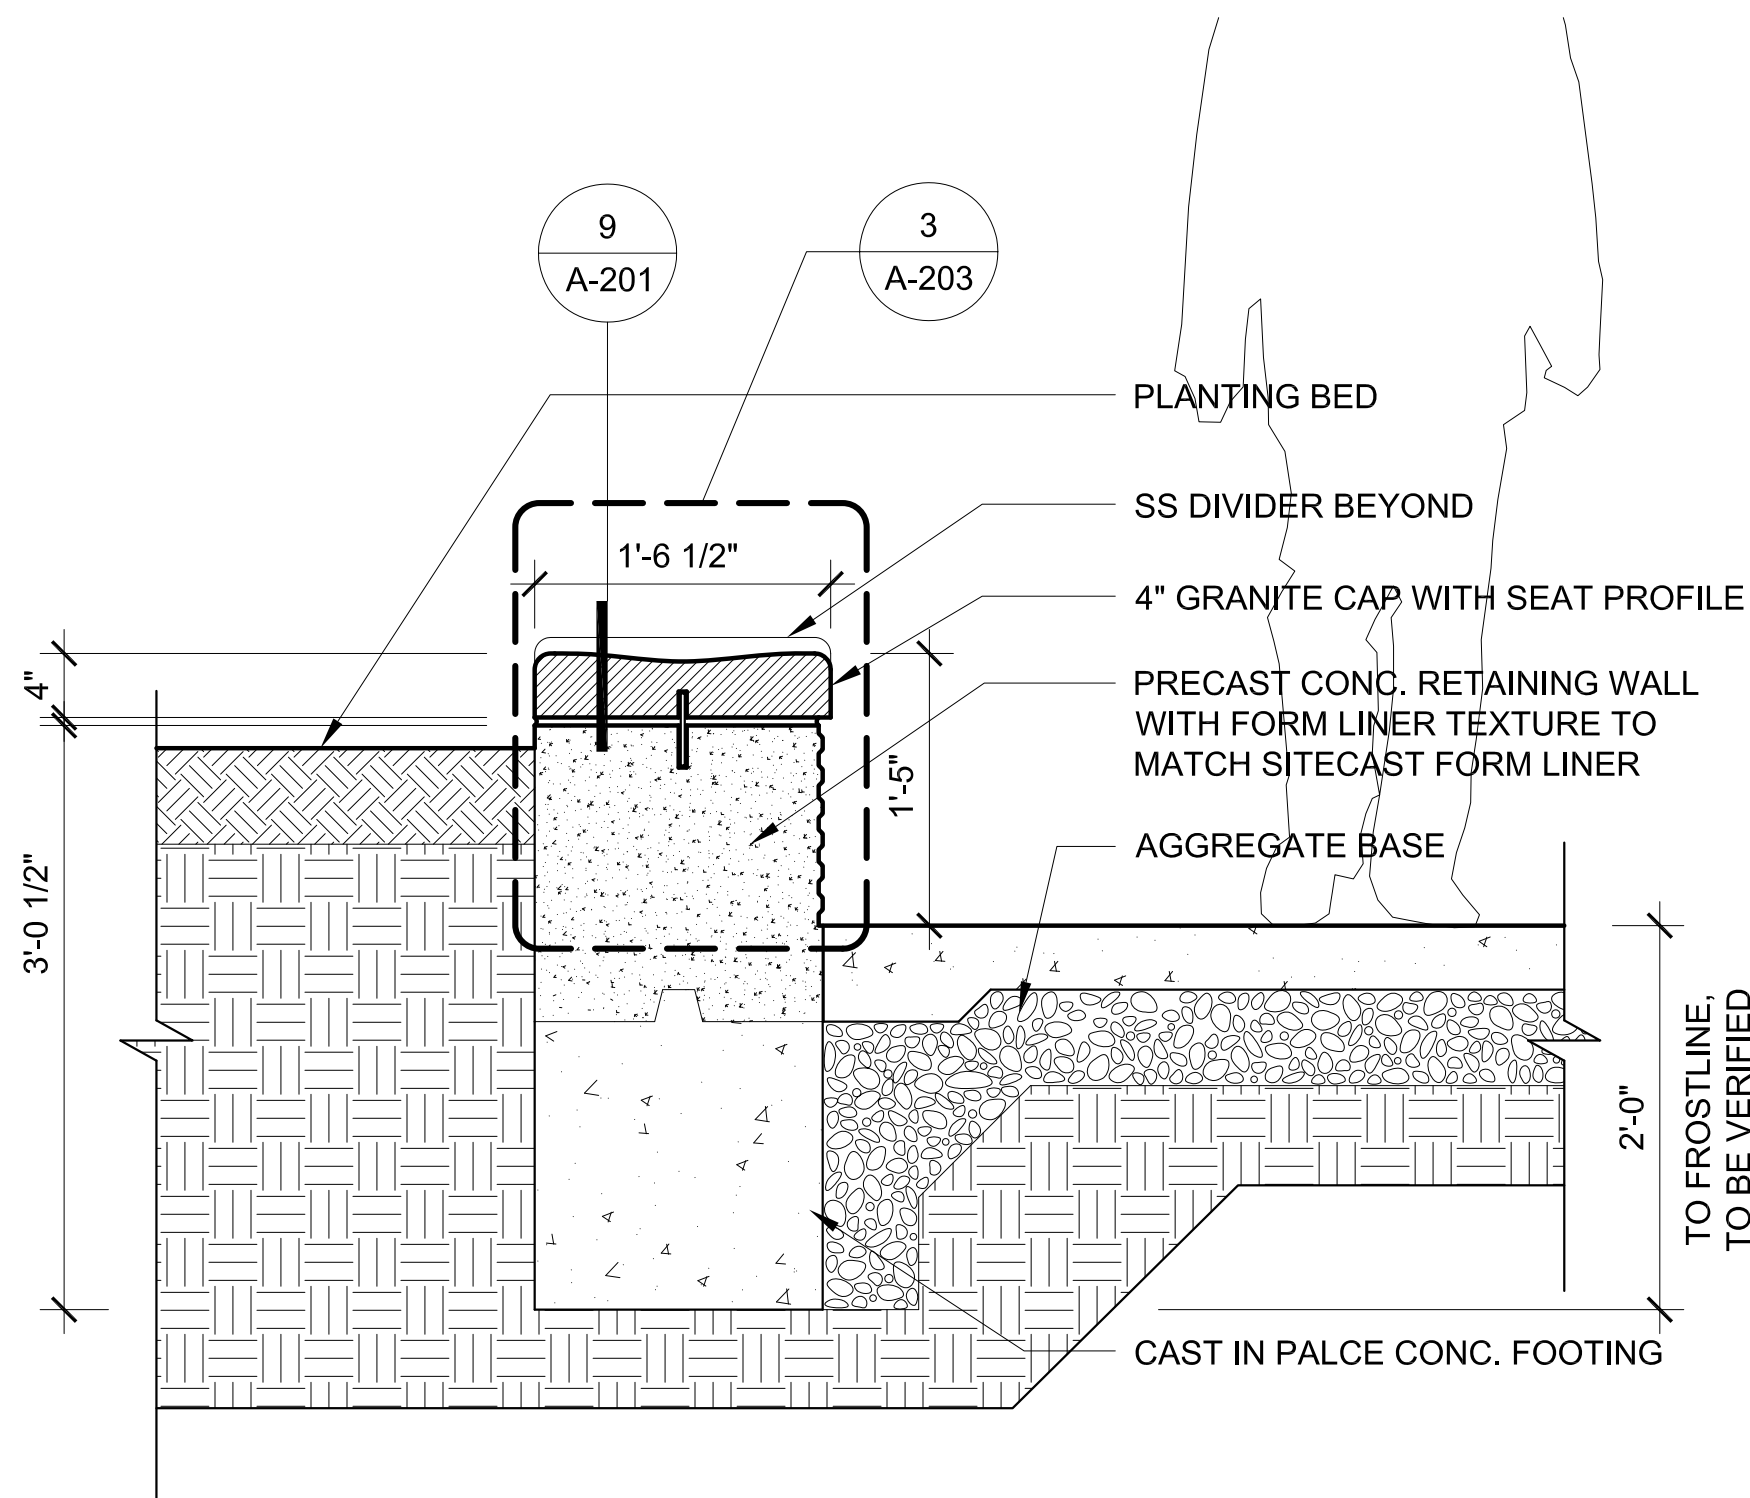 9
A-201
3
A-203
PLANTING BED
SS DIVIDER BEYOND
1'-6 1/2"
4" GRANITE CAP WITH SEAT PROFILE
4"
PRECAST CONC. RETAINING WALL
WITH FORM LINER TEXTURE TO
MATCH SITECAST FORM LINER
1'-5"
AGGREGATE BASE
3'-0 1/2"
2'-0"
TO FROSTLINE,
TO BE VERIFIED
CAST IN PALCE CONC. FOOTING